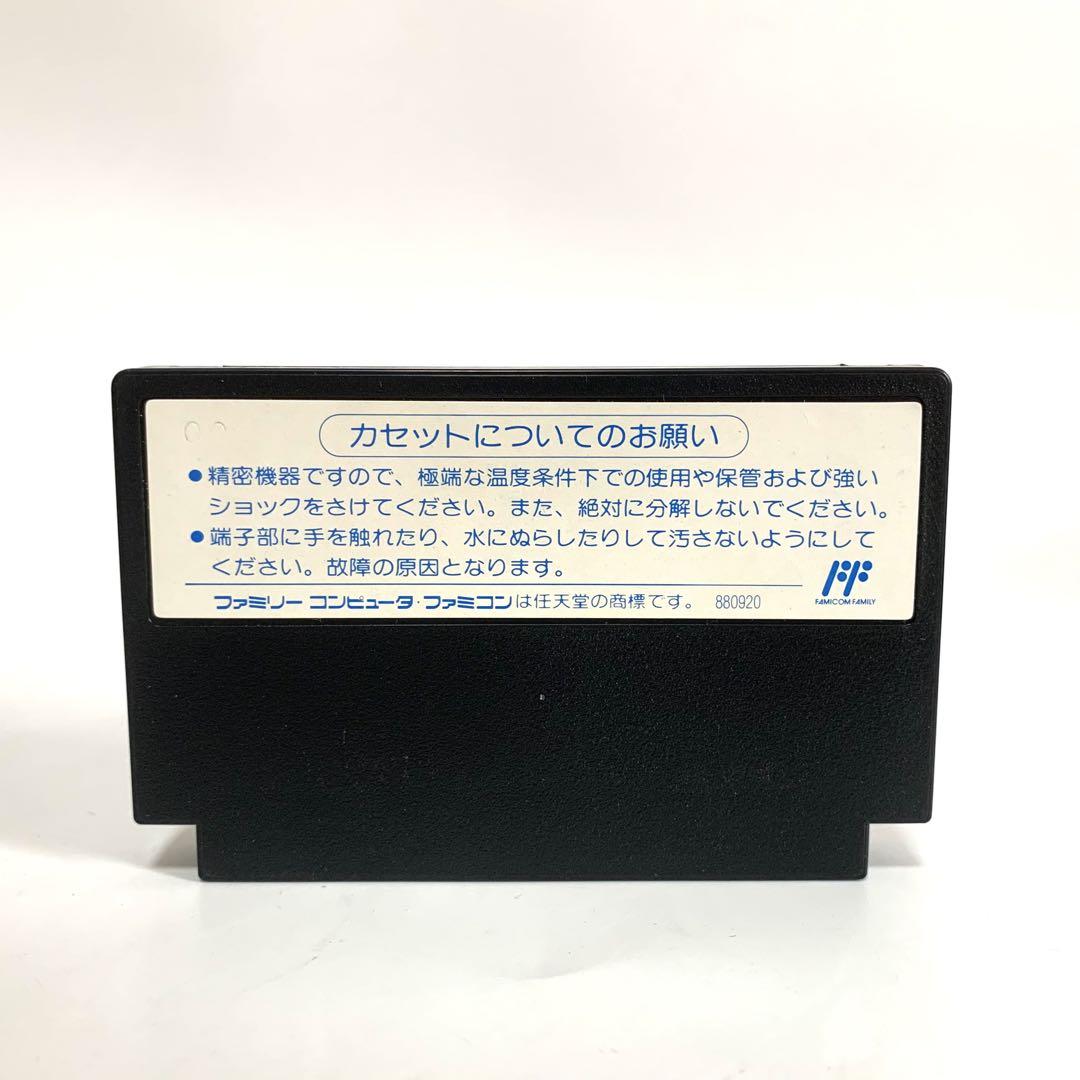 カセットについてのお願い
●精密機器ですので、極端な温度条件下での使用や保管および強い
ショックをさけてください。また、絶対に分解しないでください。
●端子部に手を触れたり、水にぬらしたりして汚さないようにして
ください。故障の原因となります。
ファミリー コンピュータ・ファミコンは任天堂の商標です。 880920
FAMICOM FAMILY